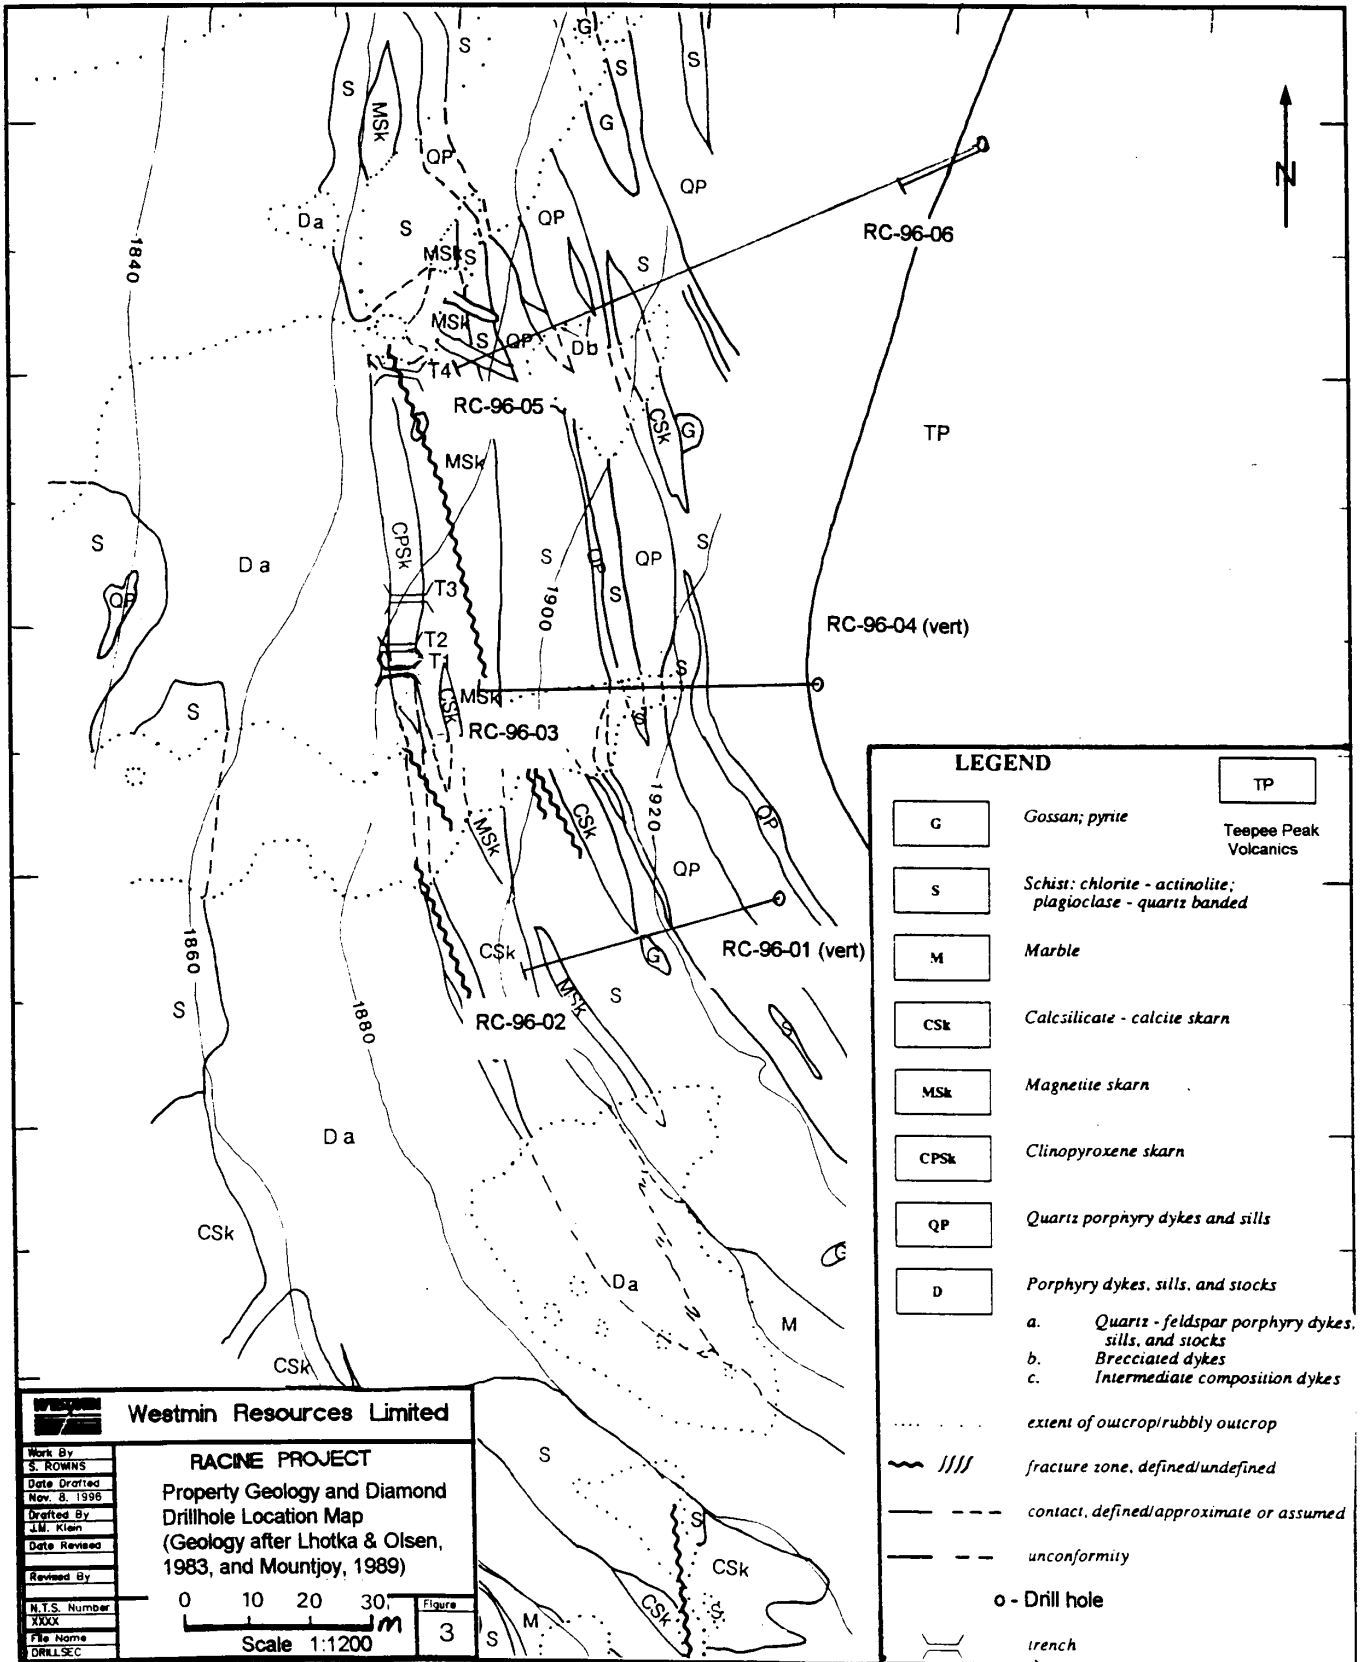 G
S
S
S
S
MSk
G
QP
QP
N
Da
S
QP
RC-96-06
1840
MSk
S
S
MSk
S
QP
Db
T4
RC-96-05
CSk
G
TP
MSk
S
CPSk
S
QP
QP
S
Da
S
QP
T3
1900
RC-96-04 (vert)
T2
T1
S
S
CSk
MSk
S
RC-96-03
1920
CSk
QP
MSk
QP
LEGEND
TP
G
Gossan; pyrite
Teepee Peak
Volcanics
S
Schist: chlorite - actinolite;
plagioclase - quartz banded
1860
CSk
G
RC-96-01 (vert)
M
Marble
S
1880
MSk
S
RC-96-02
S
CSk
Calcsilicate - calcite skarn
MSk
Magnetite skarn
Da
CPSk
Clinopyroxene skarn
CSk
QP
Quartz porphyry dykes and sills
G
Da
D
Porphyry dykes, sills, and stocks
M
a. Quartz - feldspar porphyry dykes,
sills, and stocks
b. Brecciated dykes
c. Intermediate composition dykes
CSk
extent of outcrop/rubbly outcrop
fracture zone, defined/undefined
contact, defined/approximate or assumed
unconformity
o - Drill hole
trench
S
S
CSk
CSk
S
M
S
WESTMIN
Westmin Resources Limited
Work By
S. ROWINS
Date Drafted
Nov. 8, 1996
Drafted By
J.M. Klein
Date Revised
Revised By
N.T.S. Number
XXXX
File Name
DRILLSEC
RACINE PROJECT
Property Geology and Diamond
Drillhole Location Map
(Geology after Lhotka & Olsen,
1983, and Mountjoy, 1989)
0 10 20 30 m
Scale 1:1200
Figure
3